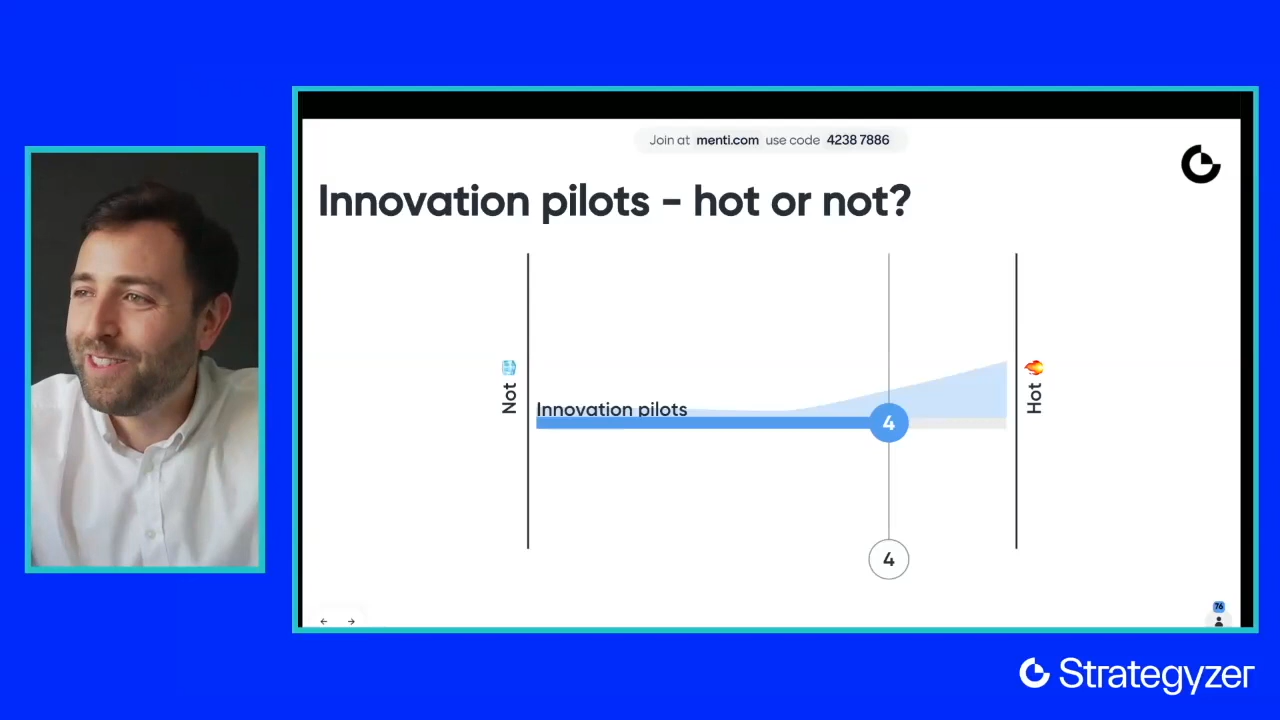 Join at menti.com use code 4238 7886
Innovation pilots - hot or not?
Not
Innovation pilots
4
Hot
4
76
Strategyzer